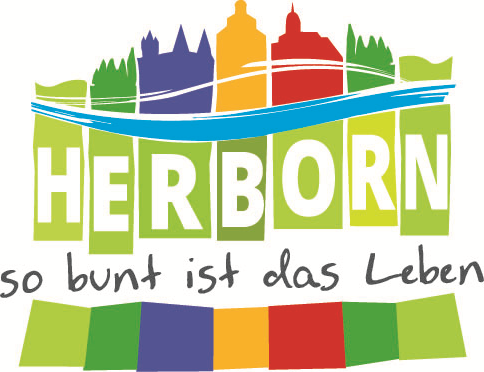 HERBORN
so bunt ist das Leben